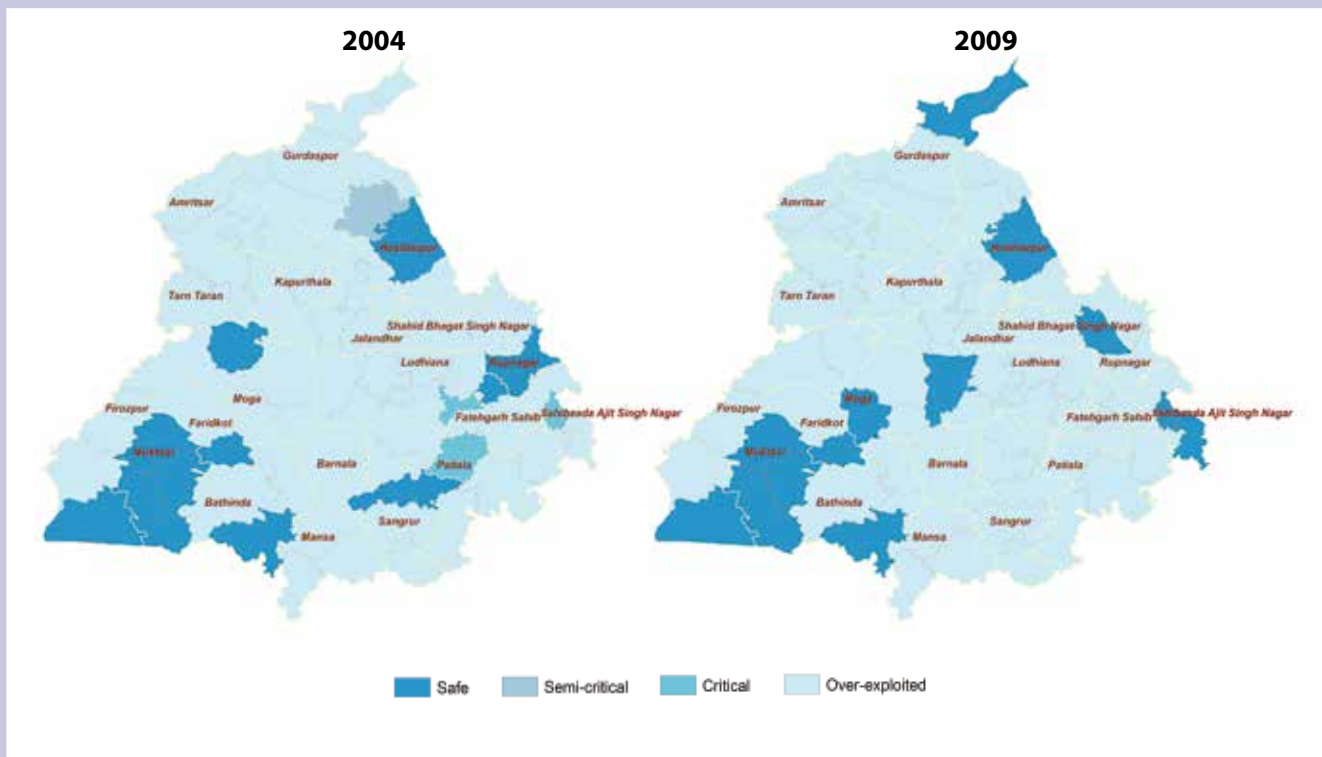 2004
Gurdaspur
Amritsar
Hoshiarpur
Kapurthala
Tarn Taran
Shahid Bhagat Singh Nagar
Jalandhar
Lodhiana
Rupnagar
Moga
Firozpur
Faridkot
Fatehgarh Sahib
Sahibzada Ajit Singh Nagar
Muktsar
Barnala
Patiala
Bathinda
Sangrur
Mansa
2009
Gurdaspur
Amritsar
Hoshiarpur
Kapurthala
Tarn Taran
Shahid Bhagat Singh Nagar
Jalandhar
Lodhiana
Rupnagar
Moga
Firozpur
Faridkot
Fatehgarh Sahib
Sahibzada Ajit Singh Nagar
Muktsar
Barnala
Patiala
Bathinda
Sangrur
Mansa
Safe
Semi-critical
Critical
Over-exploited